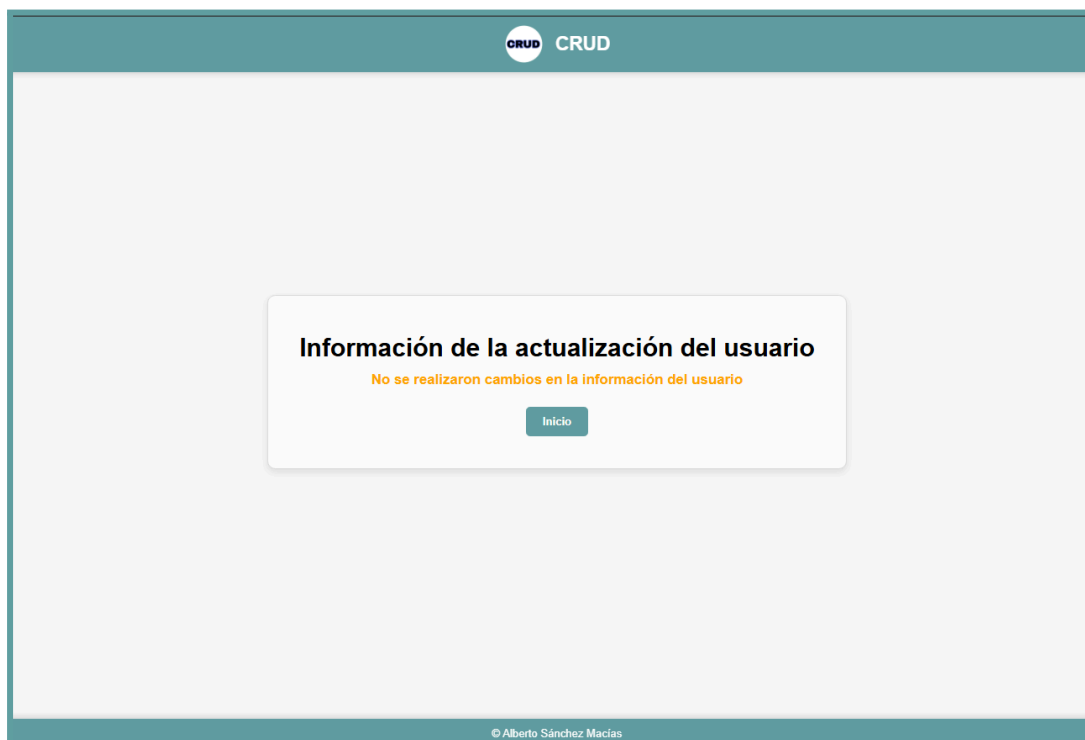 CRUD CRUD
Información de la actualización del usuario
No se realizaron cambios en la información del usuario
Inicio
© Alberto Sánchez Macías